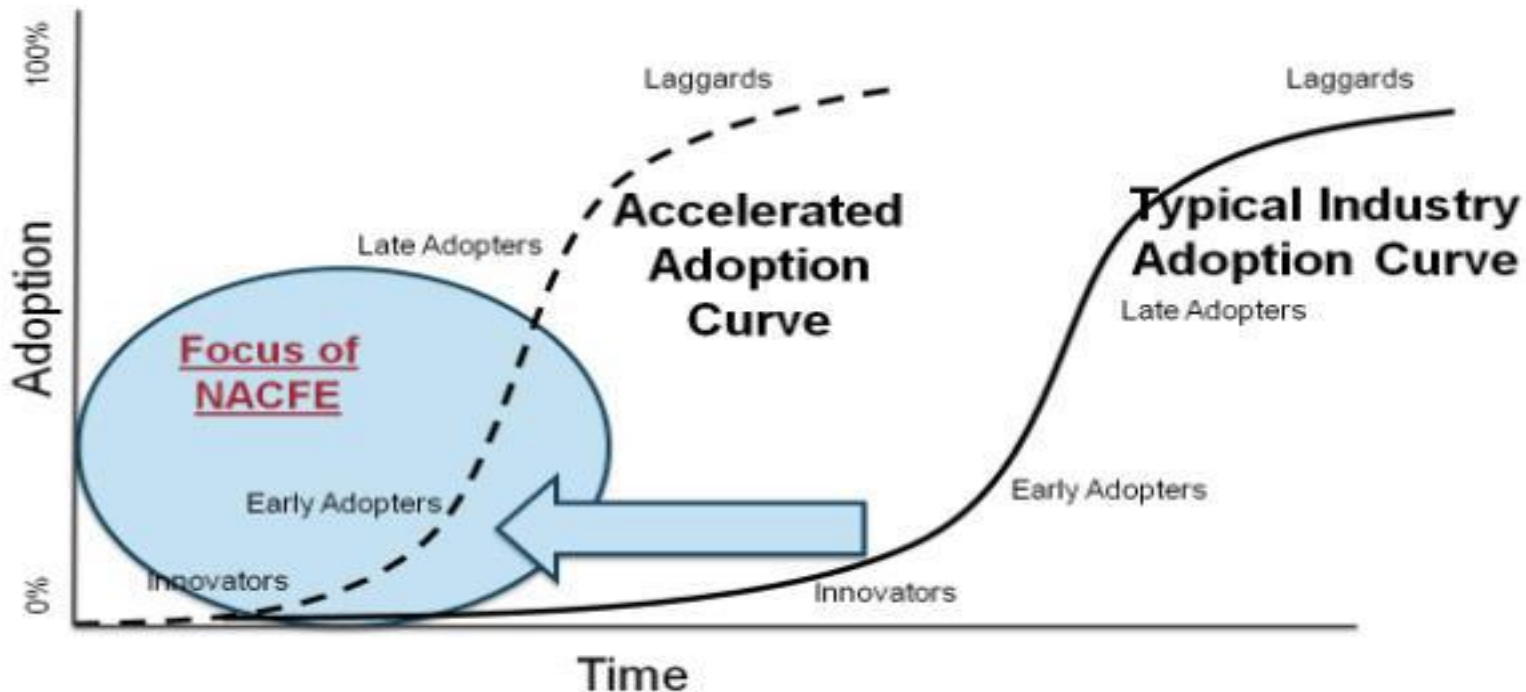 100%
Adoption
0%
Laggards
Laggards
Accelerated
Adoption
Curve
Typical Industry
Adoption Curve
Late Adopters
Late Adopters
Focus of
NACFE
Early Adopters
Early Adopters
Innovators
Innovators
Time